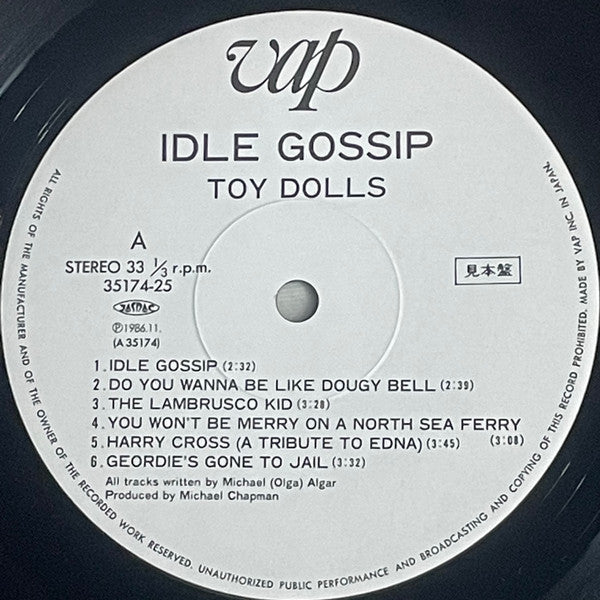 vap
IDLE GOSSIP
TOY DOLLS
A
STEREO 33 1/3 r.p.m.
35174-25
JASRAC
Ⓟ1986.11.
(A 35174)
見本盤
1.IDLE GOSSIP (2:32)
2.DO YOU WANNA BE LIKE DOUGY BELL (2:39)
3.THE LAMBRUSCO KID (3:28)
4.YOU WON'T BE MERRY ON A NORTH SEA FERRY
(3:08)
5.HARRY CROSS (A TRIBUTE TO EDNA) (3:45)
6.GEORDIE'S GONE TO JAIL (3:32)
All tracks written by Michael (Olga) Algar
Produced by Michael Chapman
ALL RIGHTS OF THE MANUFACTURER AND OF THE OWNER OF THE RECORDED WORK RESERVED. UNAUTHORIZED PUBLIC PERFORMANCE AND BROADCASTING AND COPYING OF THIS RECORD PROHIBITED. MADE BY VAP INC. IN JAPAN.